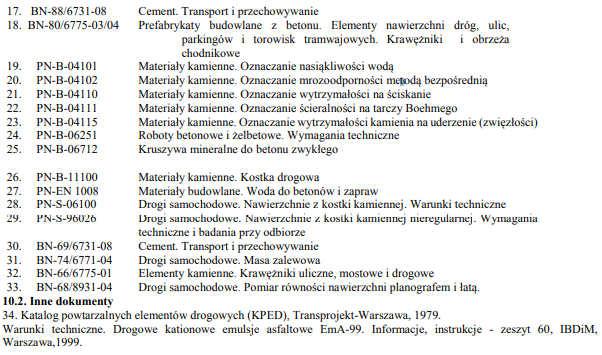 17. BN-88/6731-08 Cement. Transport i przechowywanie
18. BN-80/6775-03/04 Prefabrykaty budowlane z betonu. Elementy nawierzchni dróg, ulic,
parkingów i torowisk tramwajowych. Krawężniki i obrzeża
chodnikowe
19. PN-B-04101 Materiały kamienne. Oznaczanie nasiąkliwości wodą
20. PN-B-04102 Materiały kamienne. Oznaczanie mrozoodporności metodą bezpośrednią
21. PN-B-04110 Materiały kamienne. Oznaczanie wytrzymałości na ściskanie
22. PN-B-04111 Materiały kamienne. Oznaczanie ścieralności na tarczy Boehmego
23. PN-B-04115 Materiały kamienne. Oznaczanie wytrzymałości kamienia na uderzenie (zwięzłości)
24. PN-B-06251 Roboty betonowe i żelbetowe. Wymagania techniczne
25. PN-B-06712 Kruszywa mineralne do betonu zwykłego
26. PN-B-11100 Materiały kamienne. Kostka drogowa
27. PN-EN 1008 Materiały budowlane. Woda do betonów i zapraw
28. PN-S-06100 Drogi samochodowe. Nawierzchnie z kostki kamiennej. Warunki techniczne
29. PN-S-96026 Drogi samochodowe. Nawierzchnie z kostki kamiennej nieregularnej. Wymagania
techniczne i badania przy odbiorze
30. BN-69/6731-08 Cement. Transport i przechowywanie
31. BN-74/6771-04 Drogi samochodowe. Masa zalewowa
32. BN-66/6775-01 Elementy kamienne. Krawężniki uliczne, mostowe i drogowe
33. BN-68/8931-04 Drogi samochodowe. Pomiar równości nawierzchni planografem i łatą.
10.2. Inne dokumenty
34. Katalog powtarzalnych elementów drogowych (KPED), Transprojekt-Warszawa, 1979.
Warunki techniczne. Drogowe kationowe emulsje asfaltowe EmA-99. Informacje, instrukcje - zeszyt 60, IBDiM,
Warszawa,1999.